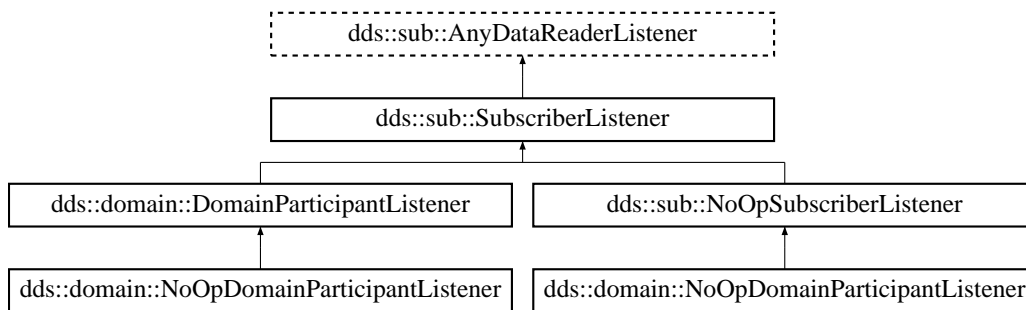 dds::sub::AnyDataReaderListener
dds::sub::SubscriberListener
dds::domain::DomainParticipantListener
dds::sub::NoOpSubscriberListener
dds::domain::NoOpDomainParticipantListener
dds::domain::NoOpDomainParticipantListener